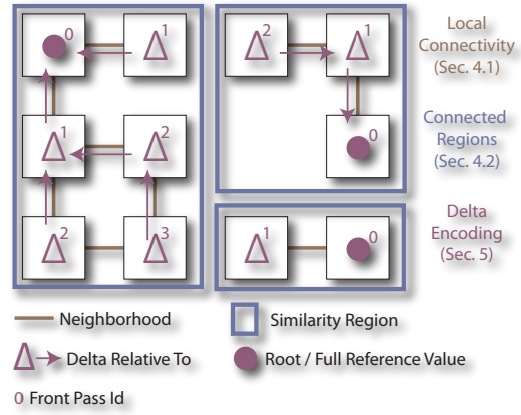 0 1 2 1
Local
Connectivity
(Sec. 4.1)
1 2 0
Connected
Regions
(Sec. 4.2)
2 3 1 0
Delta
Encoding
(Sec. 5)
Neighborhood
Similarity Region
Delta Relative To
Root / Full Reference Value
0 Front Pass Id